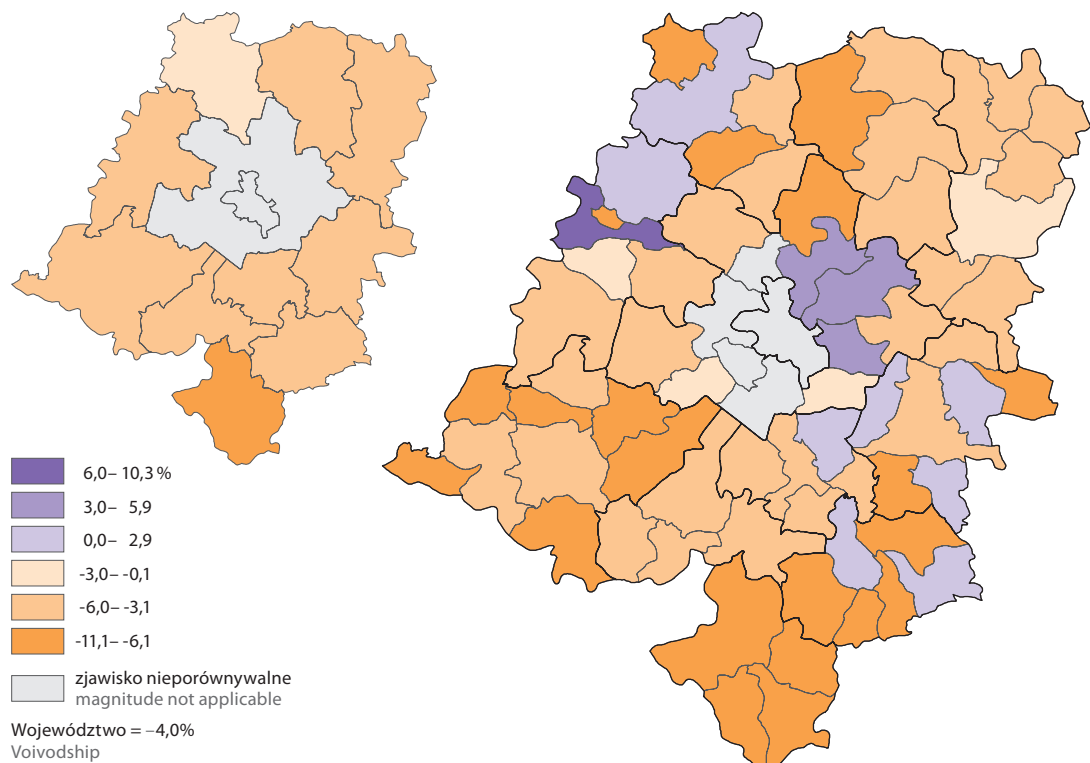 6,0– 10,3 %
3,0– 5,9
0,0– 2,9
-3,0– -0,1
-6,0– -3,1
-11,1– -6,1
zjawisko nieporównywalne
magnitude not applicable
Województwo = –4,0%
Voivodship